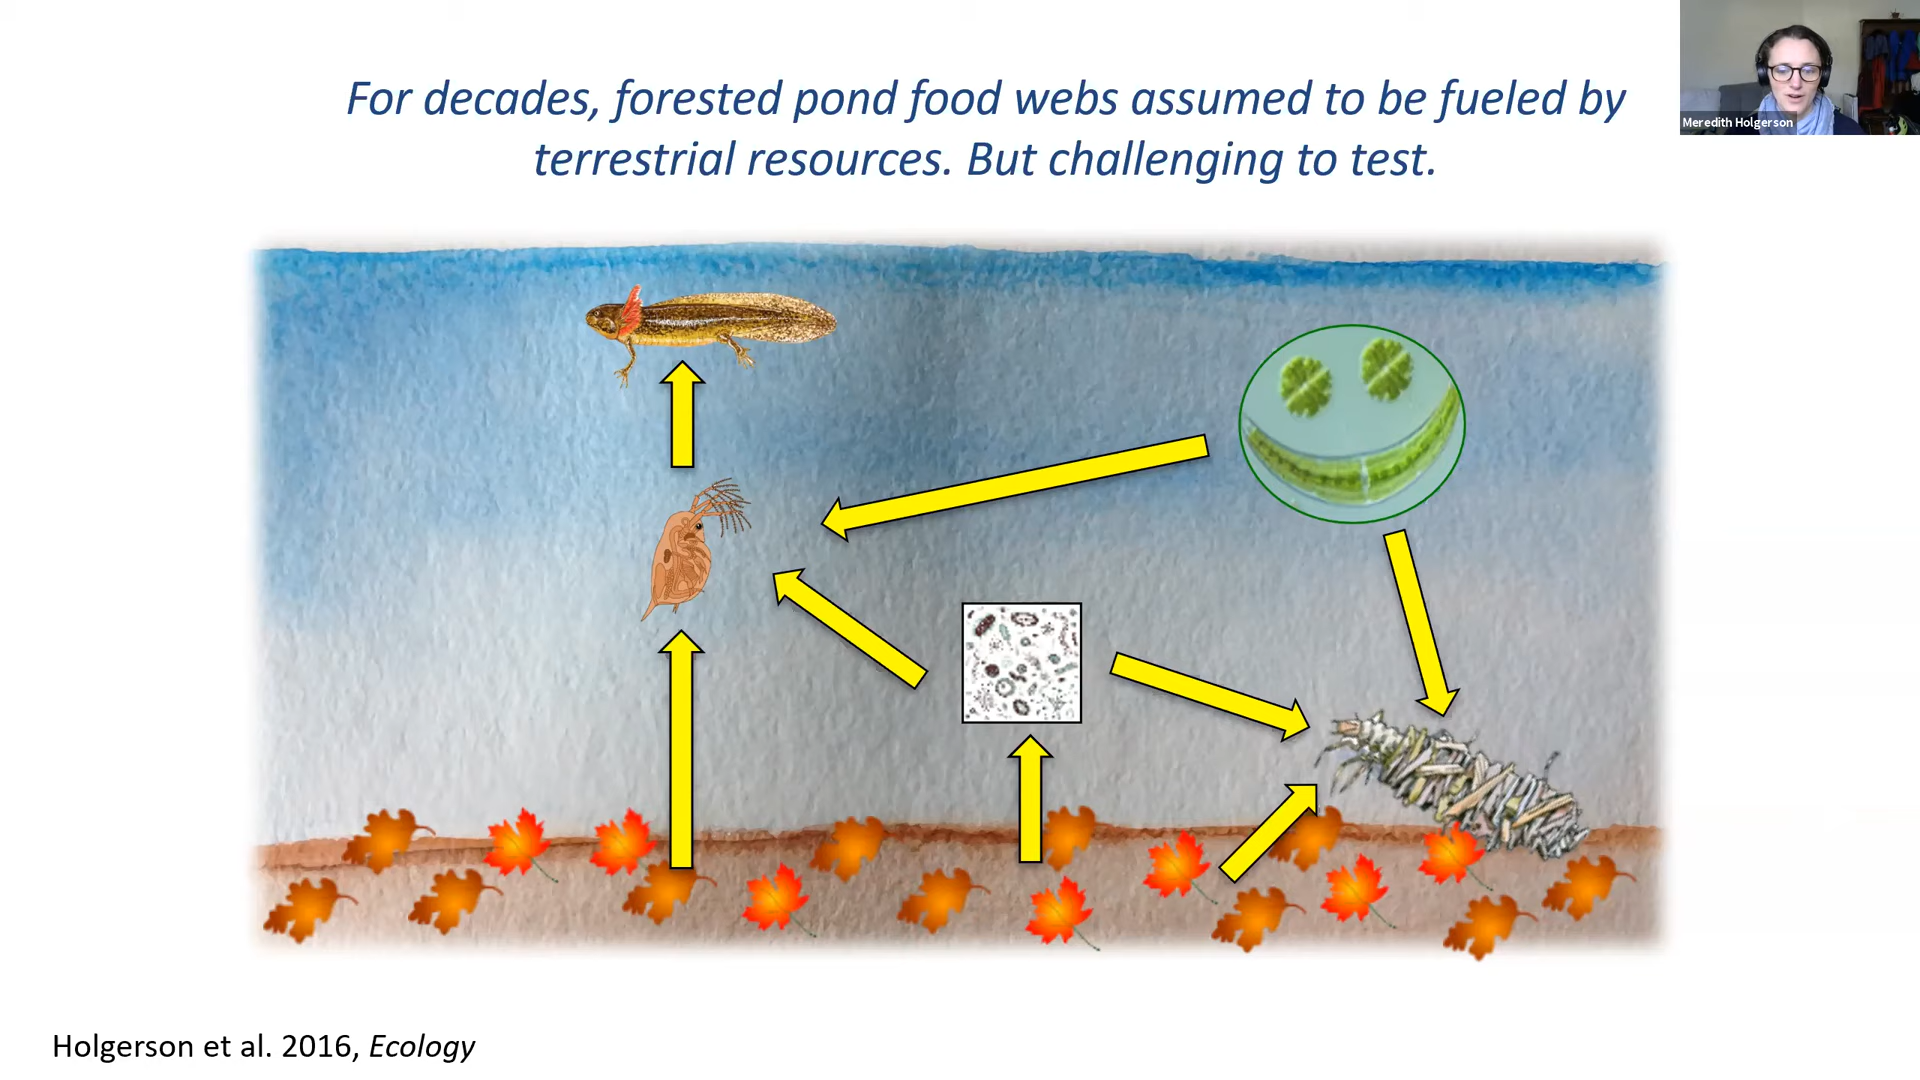 For decades, forested pond food webs assumed to be fueled by
terrestrial resources. But challenging to test.
Meredith Holgerson
Holgerson et al. 2016, Ecology